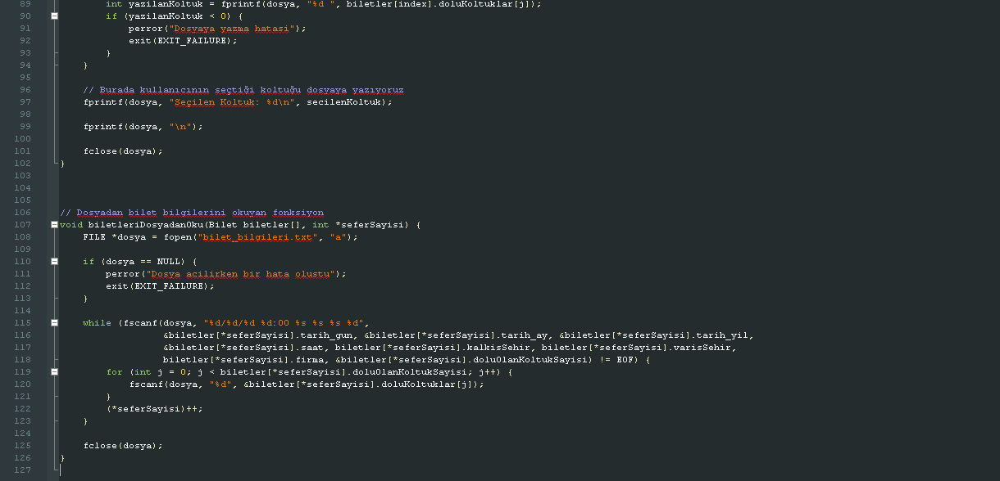 89 int yazilanKoltuk = fprintf(dosya, "%d ", biletler[index].doluKoltuklar[j]);
90 if (yazilanKoltuk < 0) {
91 perror("Dosyaya yazma hatasi");
92 exit(EXIT_FAILURE);
93 }
94 }
95
96 // Burada kullanıcının seçtiği koltuğu dosyaya yazıyoruz
97 fprintf(dosya, "Seçilen Koltuk: %d\n", secilenKoltuk);
98
99 fprintf(dosya, "\n");
100
101 fclose(dosya);
102 }
103
104
105
106 // Dosyadan bilet bilgilerini okuyan fonksiyon
107 void biletleriDosyadanOku(Bilet biletler[], int *seferSayisi) {
108 FILE *dosya = fopen("bilet_bilgileri.txt", "a");
109
110 if (dosya == NULL) {
111 perror("Dosya acilirken bir hata olustu");
112 exit(EXIT_FAILURE);
113 }
114
115 while (fscanf(dosya, "%d/%d/%d %d:00 %s %s %s %d",
116 &biletler[*seferSayisi].tarih_gun, &biletler[*seferSayisi].tarih_ay, &biletler[*seferSayisi].tarih_yil,
117 &biletler[*seferSayisi].saat, biletler[*seferSayisi].kalkisSehir, biletler[*seferSayisi].varisSehir,
118 biletler[*seferSayisi].firma, &biletler[*seferSayisi].doluOlanKoltukSayisi) != EOF) {
119 for (int j = 0; j < biletler[*seferSayisi].doluOlanKoltukSayisi; j++) {
120 fscanf(dosya, "%d", &biletler[*seferSayisi].doluKoltuklar[j]);
121 }
122 (*seferSayisi)++;
123 }
124
125 fclose(dosya);
126 }
127